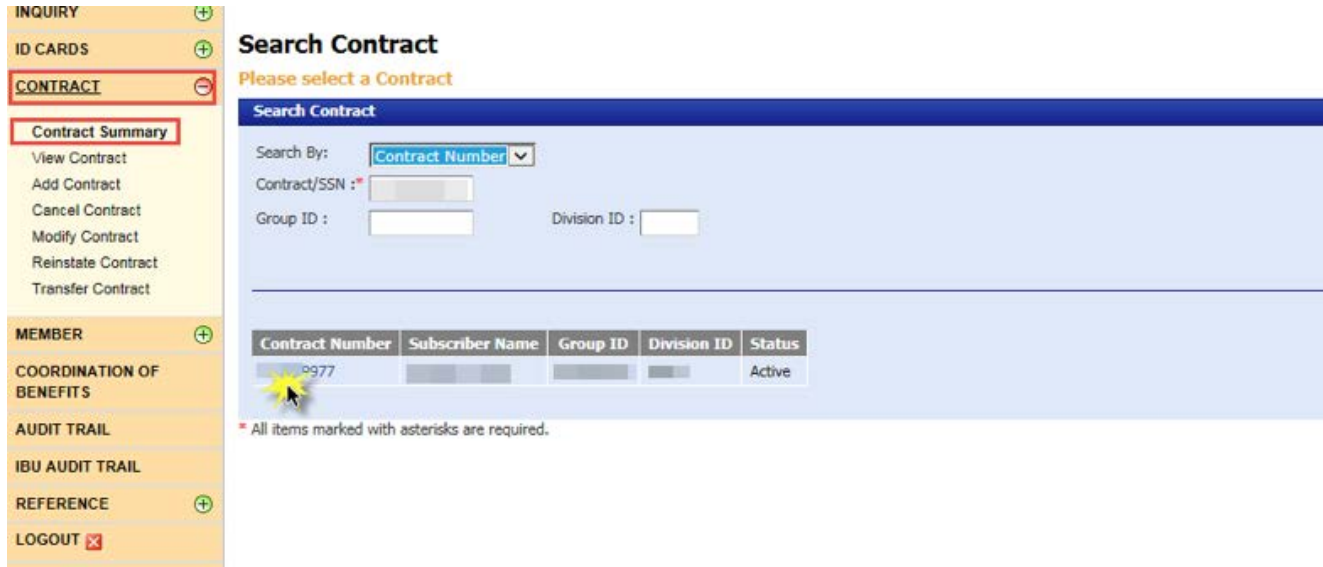 INQUIRY
ID CARDS
CONTRACT
Contract Summary
View Contract
Add Contract
Cancel Contract
Modify Contract
Reinstate Contract
Transfer Contract
MEMBER
COORDINATION OF
BENEFITS
AUDIT TRAIL
IBU AUDIT TRAIL
REFERENCE
LOGOUT
Search Contract
Please select a Contract
Search Contract
Search By: Contract Number
Contract/SSN :*
Group ID : Division ID :
Contract Number Subscriber Name Group ID Division ID Status
9977 Active
* All items marked with asterisks are required.